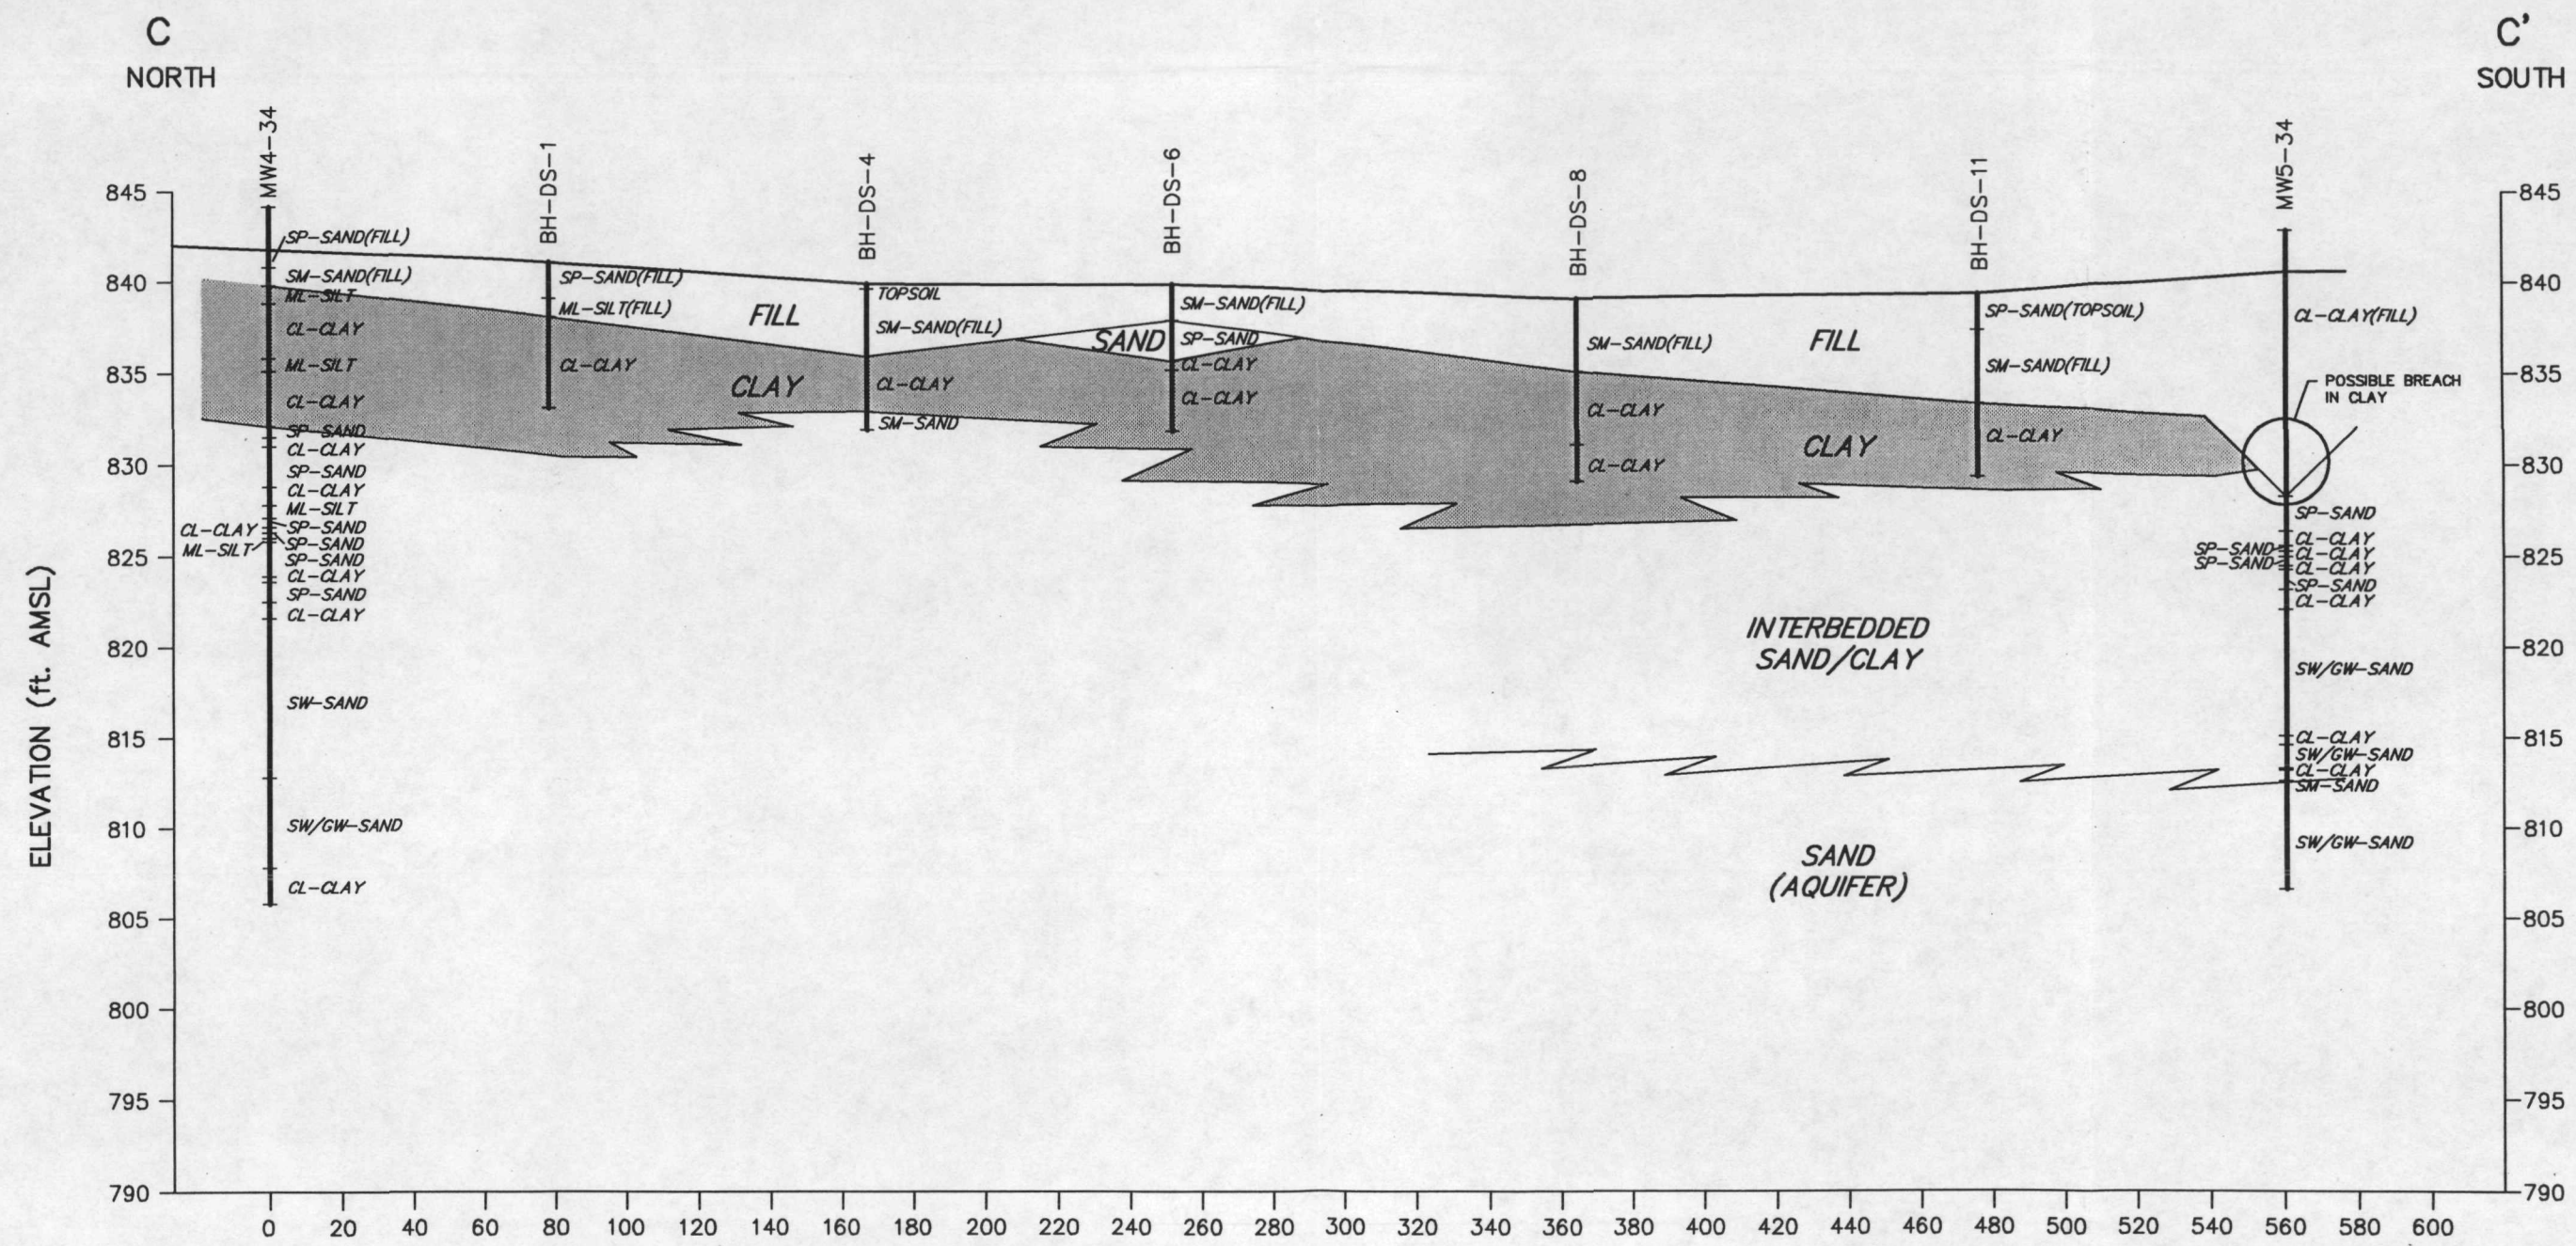 C
NORTH
C'
SOUTH
MW4-34
BH-DS-1
BH-DS-4
BH-DS-6
BH-DS-8
BH-DS-11
MW5-34
ELEVATION (ft. AMSL)
845
840
835
830
825
820
815
810
805
800
795
790
SP-SAND(FILL)
SM-SAND(FILL)
ML-SILT
CL-CLAY
ML-SILT
CL-CLAY
SP-SAND
CL-CLAY
SP-SAND
CL-CLAY
ML-SILT
SP-SAND
CL-CLAY
SP-SAND
ML-SILT
SP-SAND
CL-CLAY
SP-SAND
CL-CLAY
SW-SAND
SW/GW-SAND
CL-CLAY
SP-SAND(FILL)
ML-SILT(FILL)
CL-CLAY
FILL
CLAY
TOPSOIL
SM-SAND(FILL)
CL-CLAY
SM-SAND
SAND
SM-SAND(FILL)
SP-SAND
CL-CLAY
CL-CLAY
SM-SAND(FILL)
CL-CLAY
CL-CLAY
FILL
CLAY
SP-SAND(TOPSOIL)
SM-SAND(FILL)
CL-CLAY
INTERBEDDED
SAND/CLAY
SAND
(AQUIFER)
CL-CLAY(FILL)
POSSIBLE BREACH
IN CLAY
SP-SAND
CL-CLAY
SP-SAND
CL-CLAY
SP-SAND
CL-CLAY
SP-SAND
CL-CLAY
SW/GW-SAND
CL-CLAY
SW/GW-SAND
CL-CLAY
SM-SAND
SW/GW-SAND
845
840
835
830
825
820
815
810
805
800
795
790
0 20 40 60 80 100 120 140 160 180 200 220 240 260 280 300 320 340 360 380 400 420 440 460 480 500 520 540 560 580 600